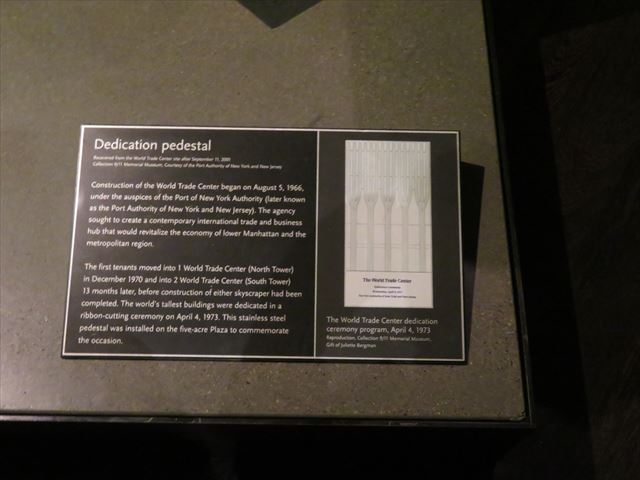 Dedication pedestal
Recovered from the World Trade Center site after September 11, 2001
Collection 9/11 Memorial Museum, Courtesy of the Port Authority of New York and New Jersey
Construction of the World Trade Center began on August 5, 1966,
under the auspices of the Port of New York Authority (later known
as the Port Authority of New York and New Jersey). The agency
sought to create a contemporary international trade and business
hub that would revitalize the economy of lower Manhattan and the
metropolitan region.
The first tenants moved into 1 World Trade Center (North Tower)
in December 1970 and into 2 World Trade Center (South Tower)
13 months later, before construction of either skyscraper had been
completed. The world's tallest buildings were dedicated in a
ribbon-cutting ceremony on April 4, 1973. This stainless steel
pedestal was installed on the five-acre Plaza to commemorate
the occasion.
The World Trade Center
The World Trade Center dedication
ceremony program, April 4, 1973
Reproduction, Collection 9/11 Memorial Museum,
Gift of Juliette Bergman